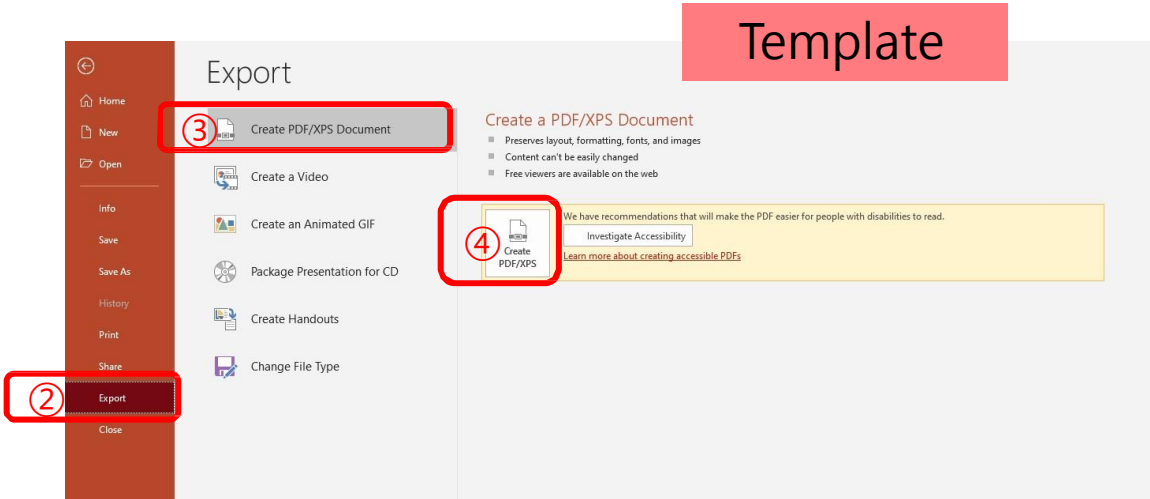 Template
Export
Home
New
Open
Info
Save
Save As
History
Print
Share
② Export
Close
③ Create PDF/XPS Document
Create a Video
Create an Animated GIF
Package Presentation for CD
Create Handouts
Change File Type
Create a PDF/XPS Document
Preserves layout, formatting, fonts, and images
Content can't be easily changed
Free viewers are available on the web
④ Create
PDF/XPS
We have recommendations that will make the PDF easier for people with disabilities to read.
Investigate Accessibility
Learn more about creating accessible PDFs